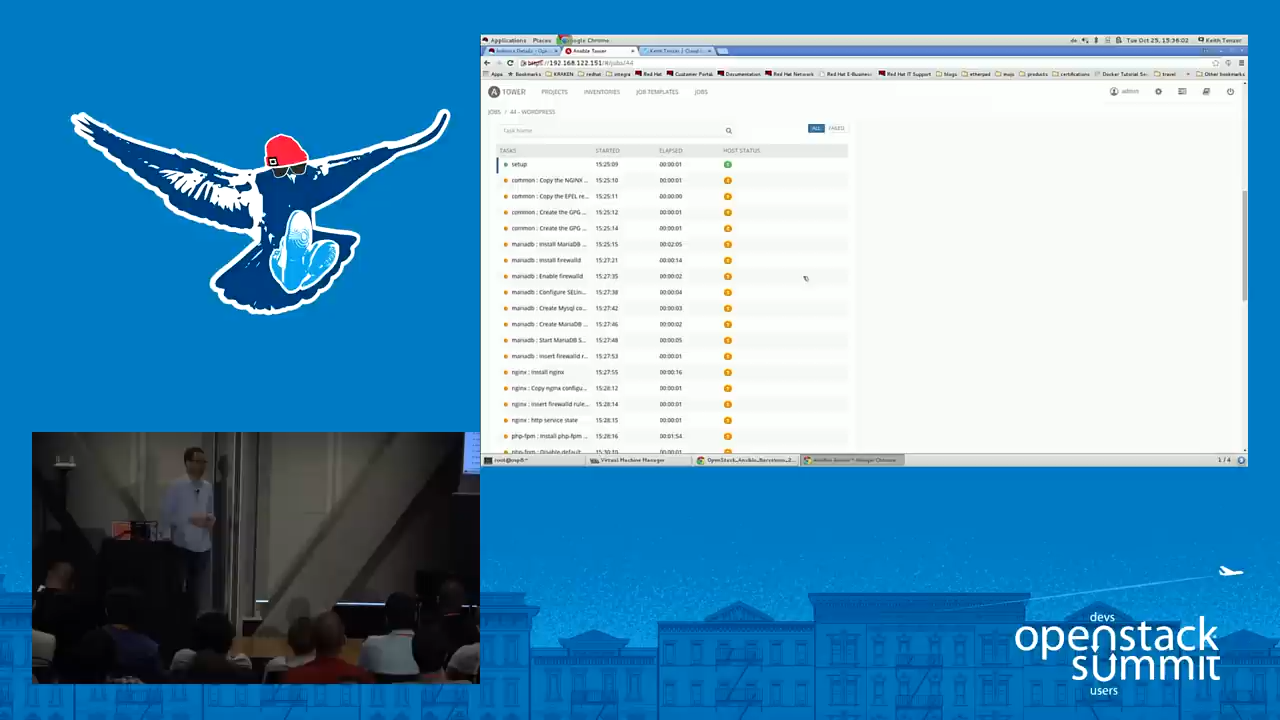 Applications Places Google Chrome
Tue Oct 25, 15:36:02 Keith Tenzer
Ansible Tower
https://192.168.122.151/#/jobs/44
Apps Bookmarks KRAKEN redhat integra Red Hat Customer Portal Documentation Red Hat Network Red Hat E-Business Red Hat IT Support blogs etherpad mojo products certifications Docker Tutorial Se... travel Other Bookmarks
A TOWER PROJECTS INVENTORIES JOB TEMPLATES JOBS admin
JOBS / 44 - WORDPRESS
Task Name ALL FAILED
TASKS STARTED ELAPSED HOST STATUS
setup 15:25:09 00:00:01
common : Copy the NGINX ... 15:25:10 00:00:01
common : Copy the EPEL re... 15:25:11 00:00:00
common : Create the GPG ... 15:25:12 00:00:01
common : Create the GPG ... 15:25:14 00:00:01
mariadb : Install MariaDB ... 15:25:15 00:02:05
mariadb : Install firewalld 15:27:21 00:00:14
mariadb : Enable firewalld 15:27:35 00:00:02
mariadb : Configure SELin... 15:27:38 00:00:04
mariadb : Create Mysql co... 15:27:42 00:00:03
mariadb : Create MariaDB ... 15:27:46 00:00:02
mariadb : Start MariaDB S... 15:27:48 00:00:05
mariadb : insert firewalld r... 15:27:53 00:00:01
nginx : Install nginx 15:27:55 00:00:16
nginx : Copy nginx configu... 15:28:12 00:00:01
nginx : insert firewalld rule... 15:28:14 00:00:01
nginx : http service state 15:28:15 00:00:01
php-fpm : Install php-fpm ... 15:28:16 00:01:54
php-fpm : Disable default
Virtual Machine Manager 1 / 4
devs
openstack
summit
users